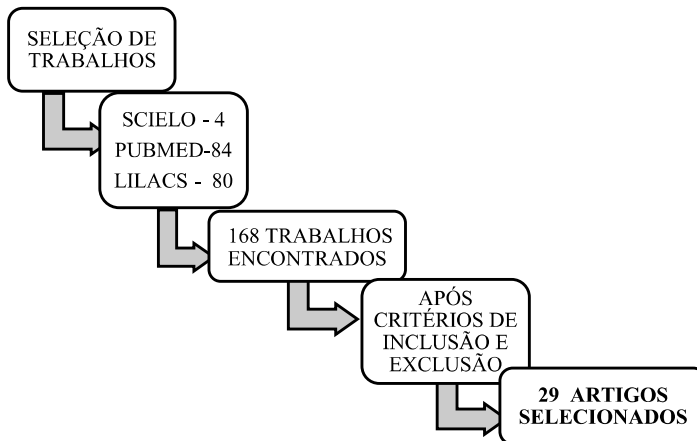 SELEÇÃO DE
TRABALHOS
SCIELO - 4
PUBMED-84
LILACS - 80
168 TRABALHOS
ENCONTRADOS
APÓS
CRITÉRIOS DE
INCLUSÃO E
EXCLUSÃO
29 ARTIGOS
SELECIONADOS